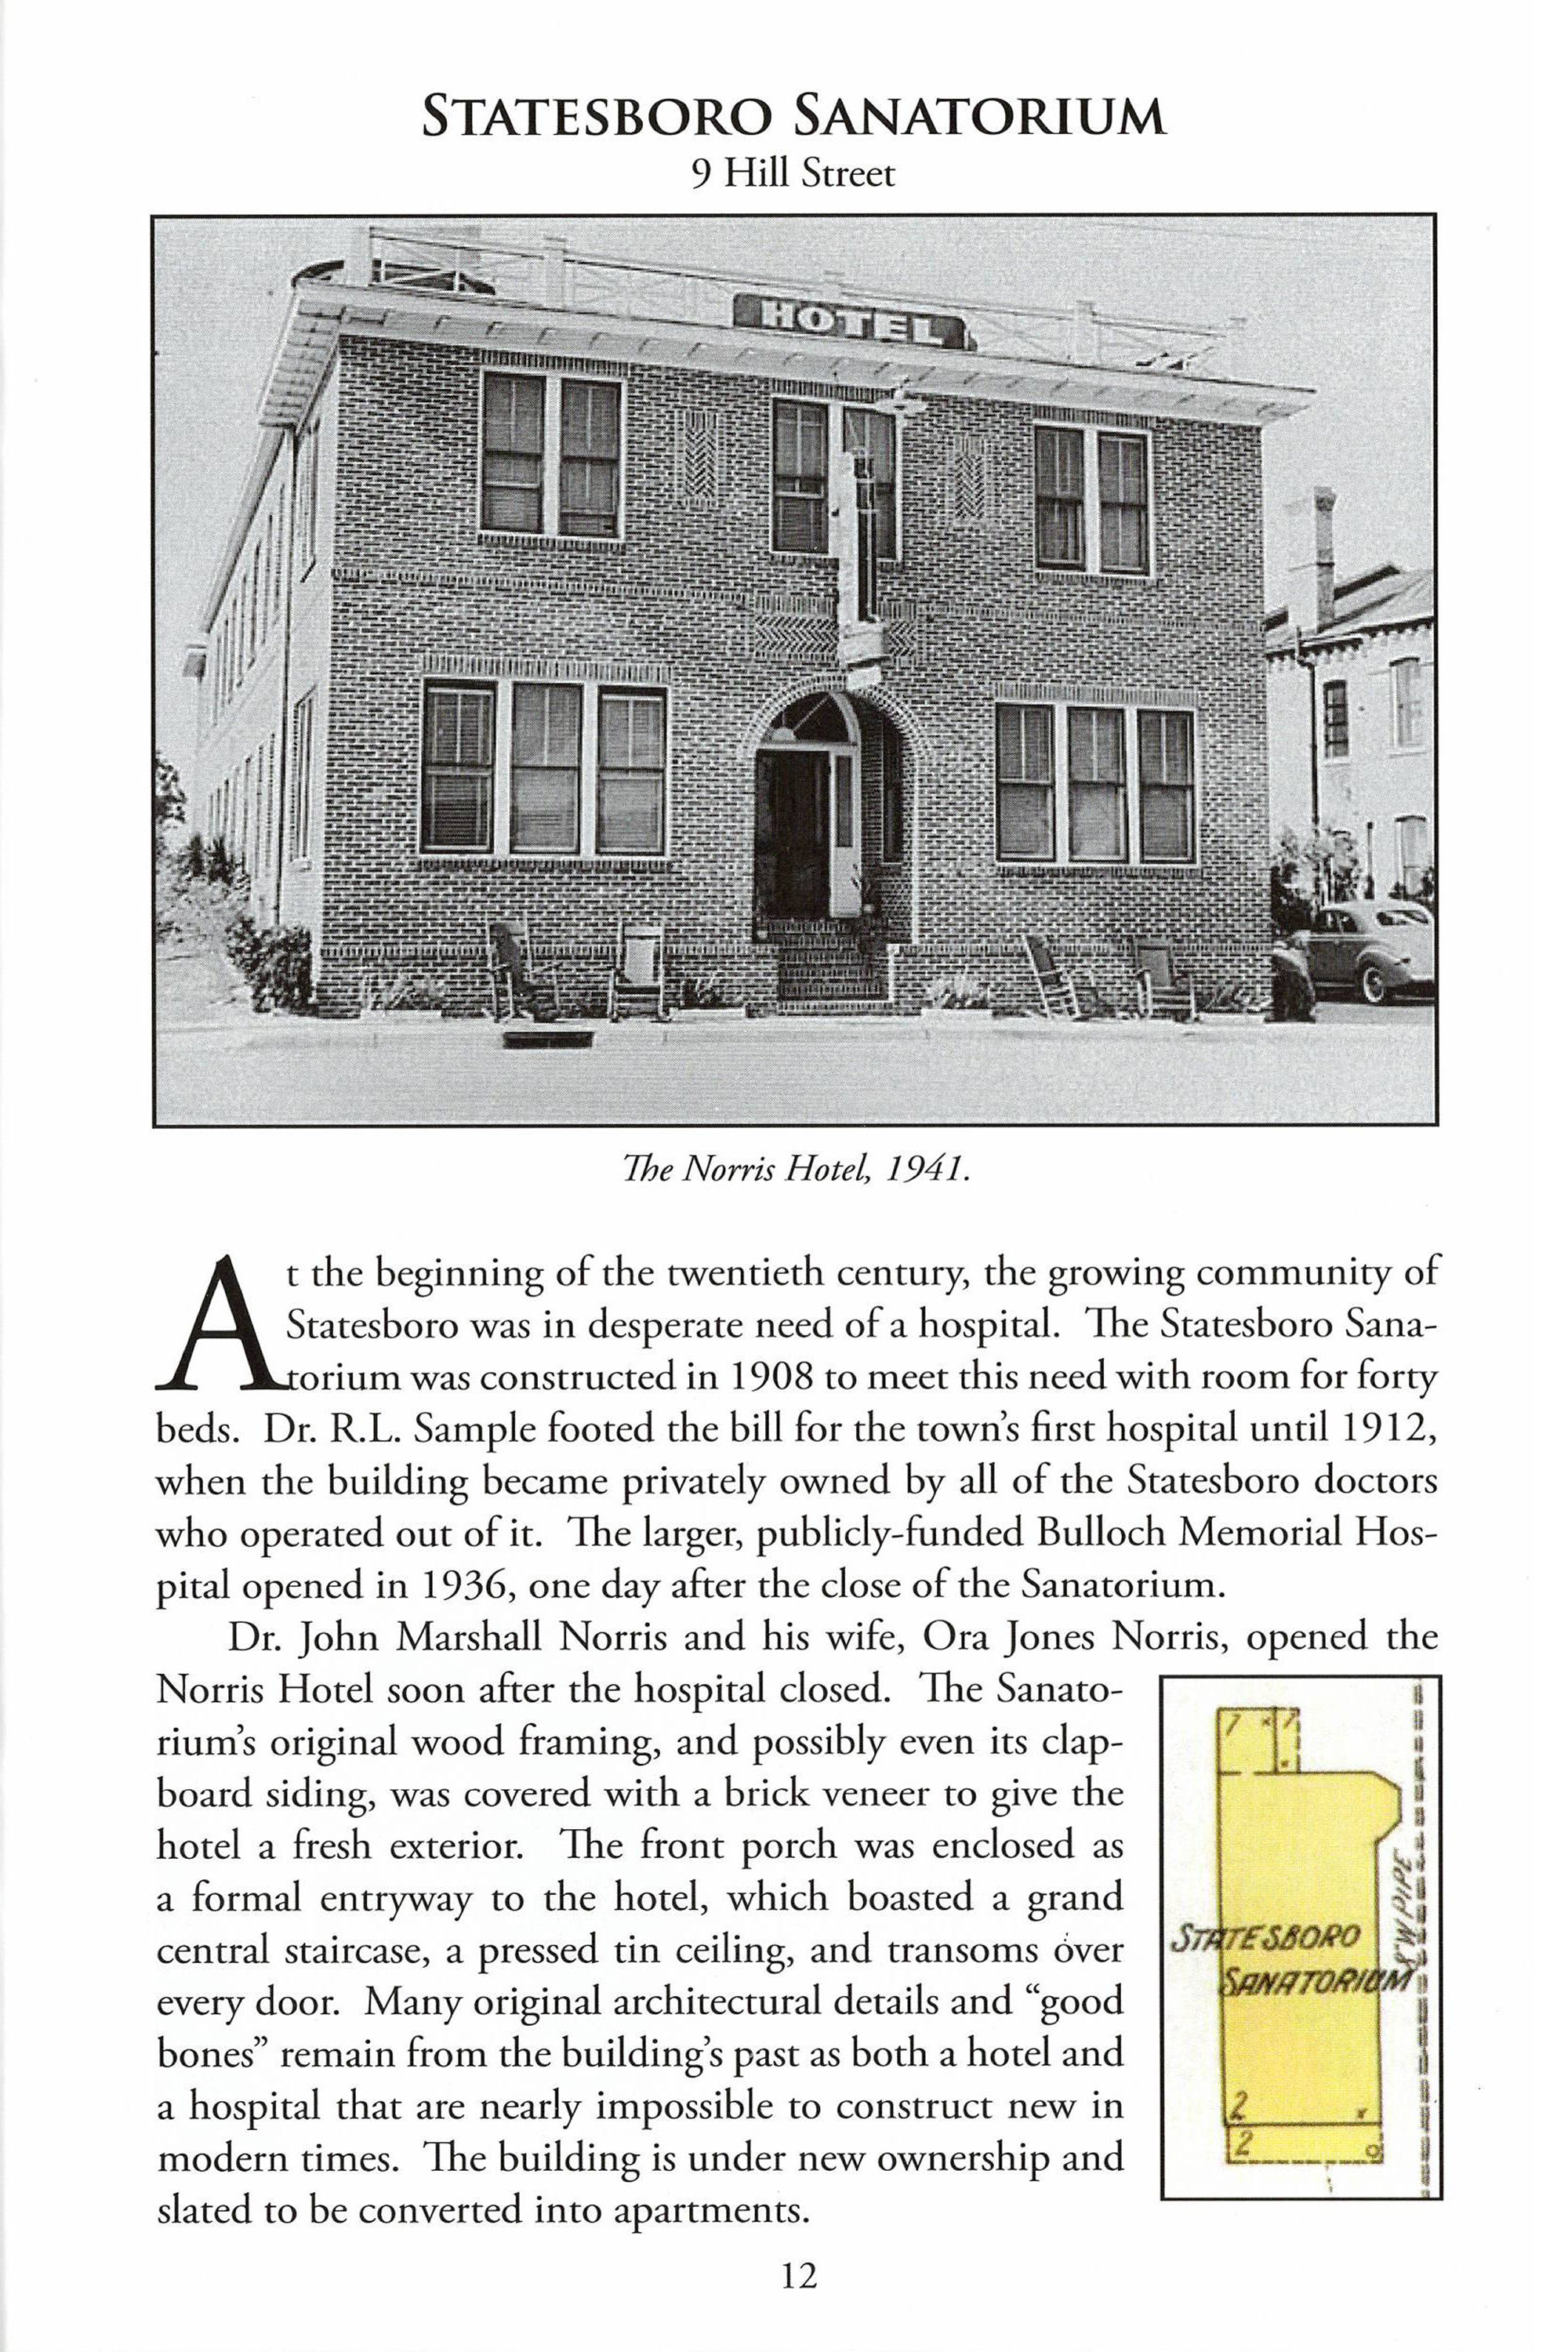 STATESBORO SANATORIUM
9 Hill Street
HOTEL
The Norris Hotel, 1941.
At the beginning of the twentieth century, the growing community of
Statesboro was in desperate need of a hospital. The Statesboro Sana-
torium was constructed in 1908 to meet this need with room for forty
beds. Dr. R.L. Sample footed the bill for the town's first hospital until 1912,
when the building became privately owned by all of the Statesboro doctors
who operated out of it. The larger, publicly-funded Bulloch Memorial Hos-
pital opened in 1936, one day after the close of the Sanatorium.
Dr. John Marshall Norris and his wife, Ora Jones Norris, opened the
Norris Hotel soon after the hospital closed. The Sanato-
rium's original wood framing, and possibly even its clap-
board siding, was covered with a brick veneer to give the
hotel a fresh exterior. The front porch was enclosed as
a formal entryway to the hotel, which boasted a grand
central staircase, a pressed tin ceiling, and transoms over
every door. Many original architectural details and “good
bones” remain from the building's past as both a hotel and
a hospital that are nearly impossible to construct new in
modern times. The building is under new ownership and
slated to be converted into apartments.
1 x 1
x
STATESBORO
SANATORIUM
PIPE
2 x
2 o
12